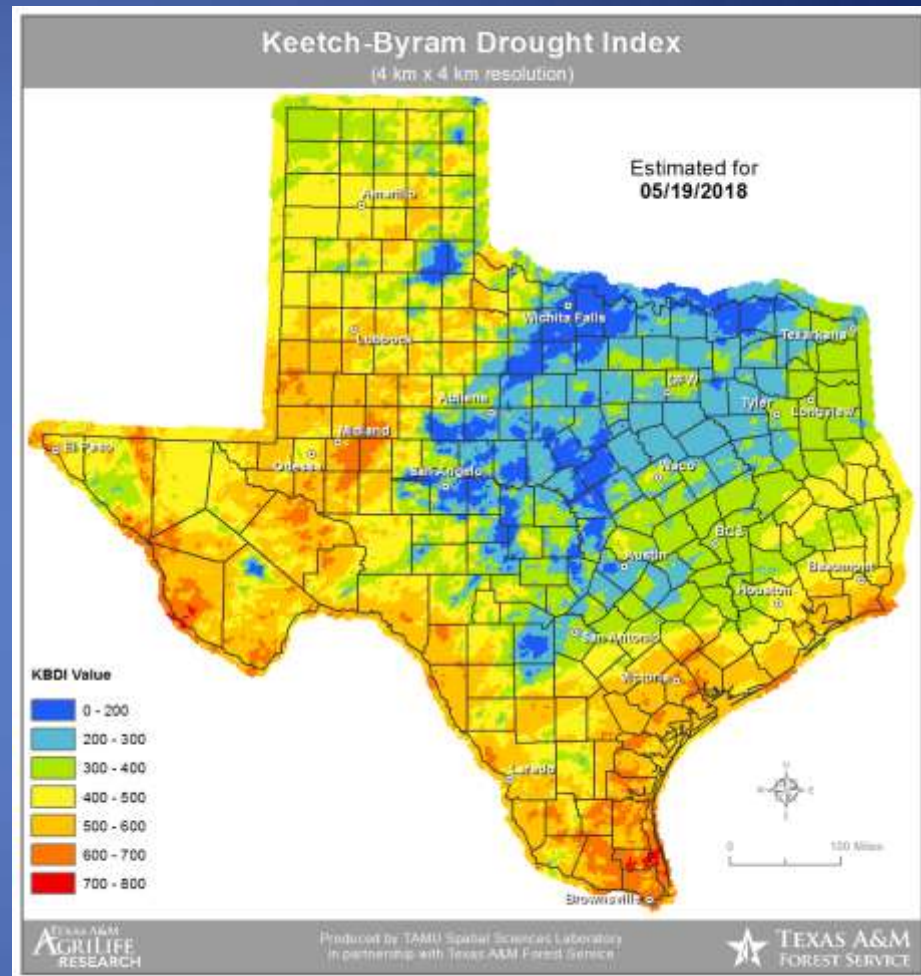 Keetch-Byram Drought Index
(4 km x 4 km resolution)
Estimated for
05/19/2018
Amarillo
Wichita Falls
Lubbock
Texarkana
DFW
Abilene
Tyler
Longview
Midland
El Paso
Odessa
San Angelo
Waco
BCS
Austin
Beaumont
Houston
San Antonio
Victoria
KBDI Value
0 - 200
200 - 300
300 - 400
400 - 500
500 - 600
600 - 700
700 - 800
Laredo
0 100 Miles
Brownsville
TEXAS A&M
AGRILIFE
RESEARCH
Produced by TAMU Spatial Sciences Laboratory
in partnership with Texas A&M Forest Service
TEXAS A&M
FOREST SERVICE